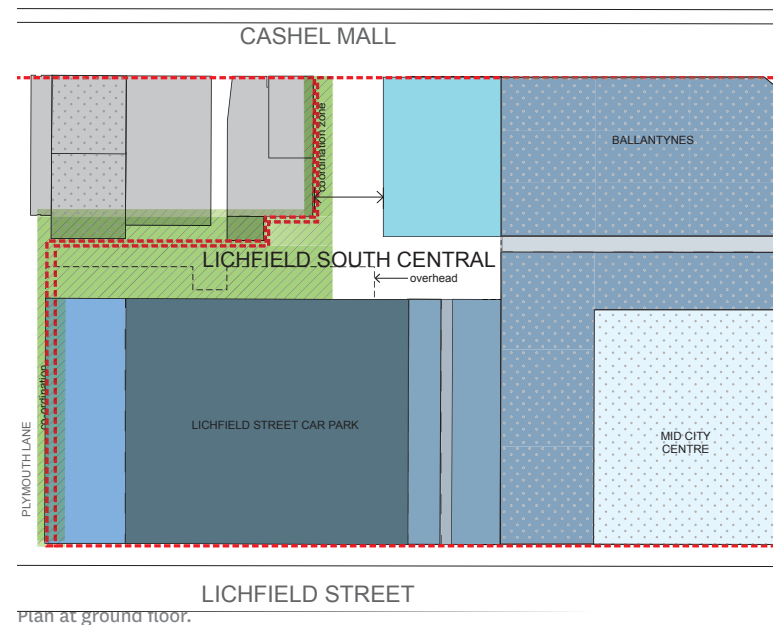 CASHEL MALL
coordination zone
BALLANTYNES
LICHFIELD SOUTH CENTRAL
overhead
co-ordination
PLYMOUTH LANE
LICHFIELD STREET CAR PARK
MID CITY
CENTRE
LICHFIELD STREET
Plan at ground floor.